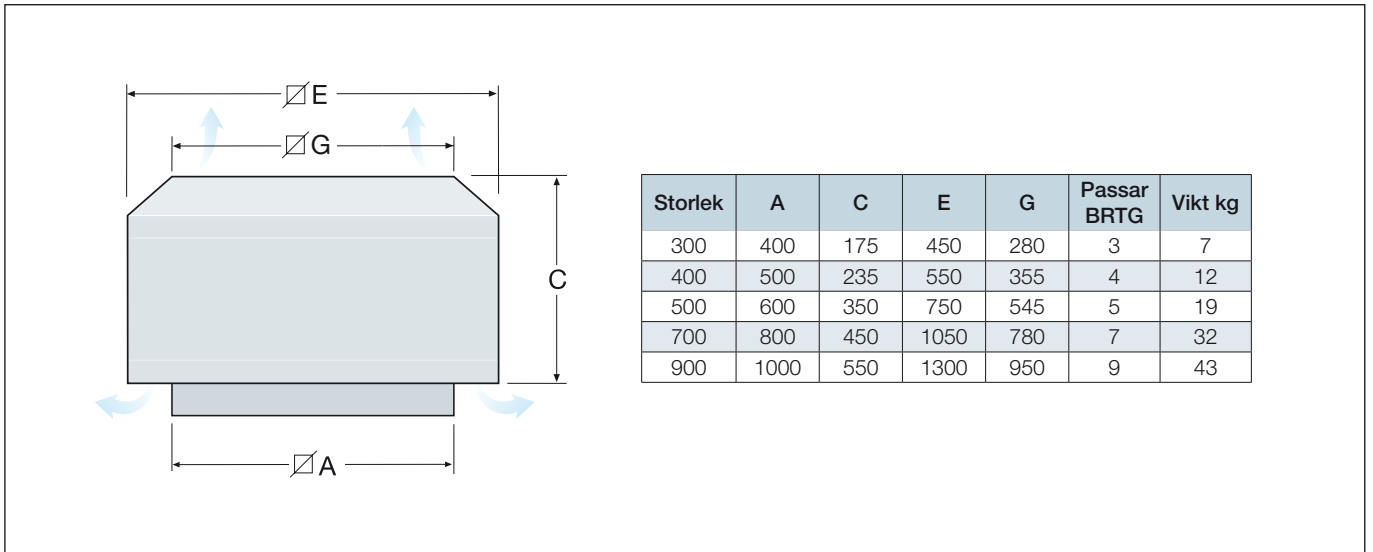 E
G
C
A
Storlek A C E G Passar BRTG Vikt kg
300 400 175 450 280 3 7
400 500 235 550 355 4 12
500 600 350 750 545 5 19
700 800 450 1050 780 7 32
900 1000 550 1300 950 9 43